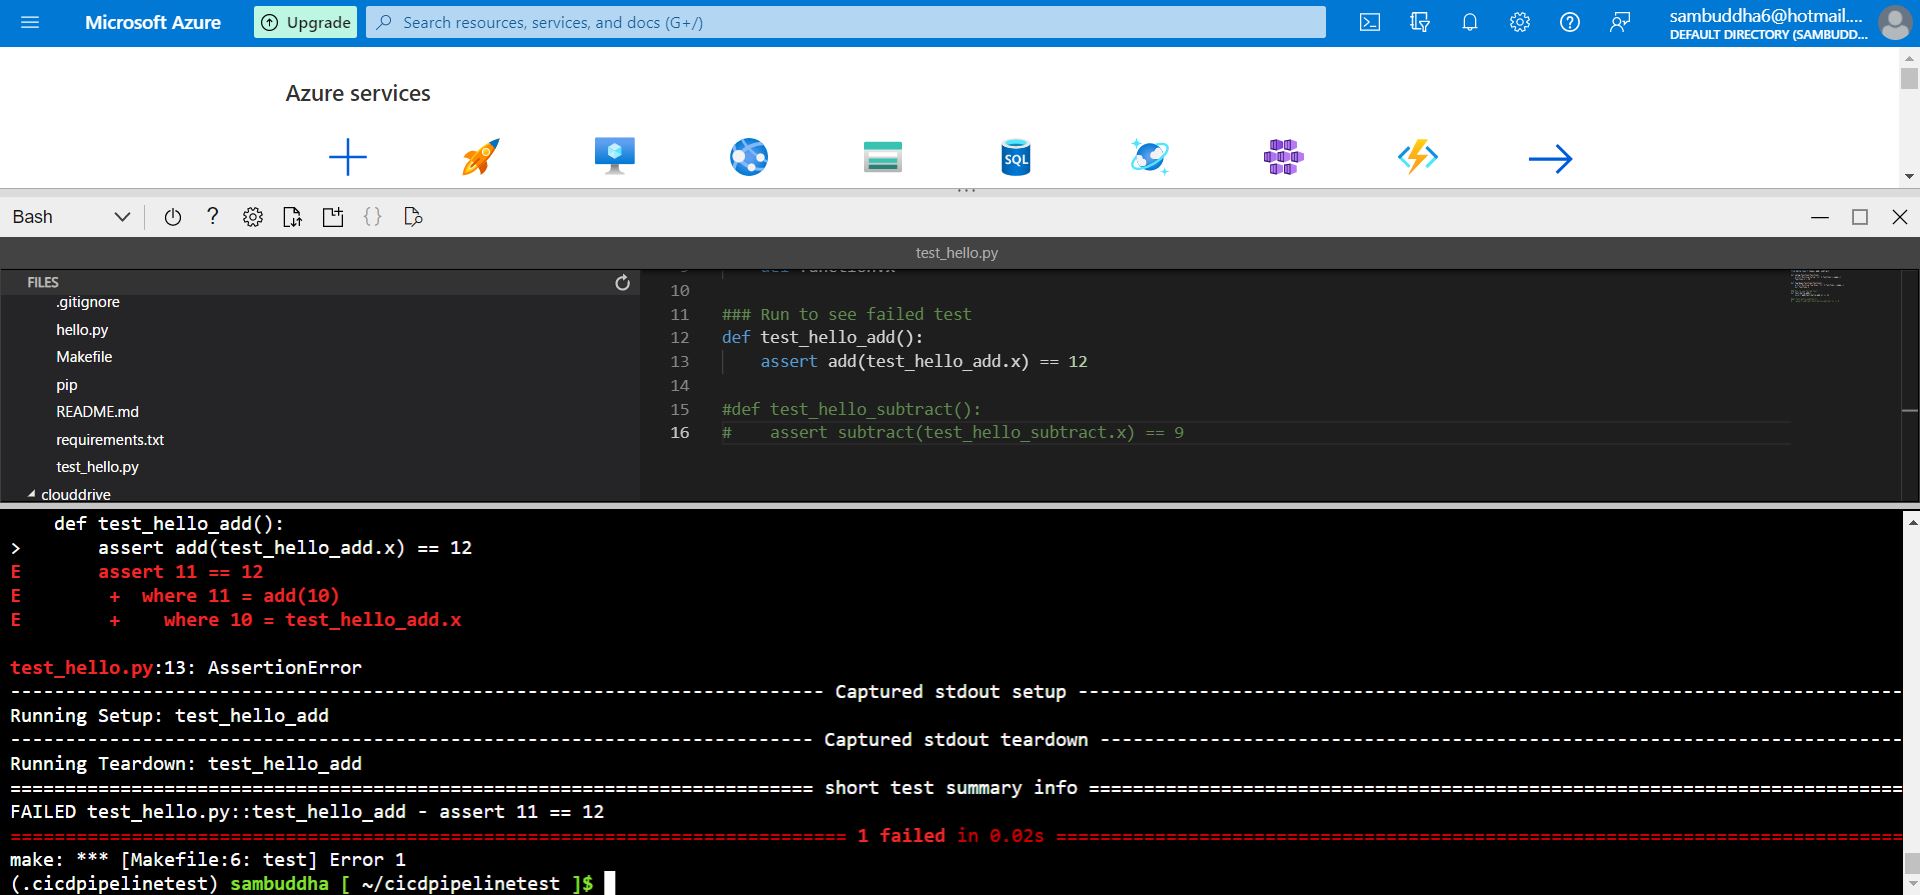 Microsoft Azure
Upgrade
Search resources, services, and docs (G+/)
sambuddha6@hotmail....
DEFAULT DIRECTORY (SAMBUDD...
Azure services
SQL
Bash
?
{}
test_hello.py
FILES
.gitignore
hello.py
Makefile
pip
README.md
requirements.txt
test_hello.py
clouddrive
10
11 ### Run to see failed test
12 def test_hello_add():
13 assert add(test_hello_add.x) == 12
14
15 #def test_hello_subtract():
16 # assert subtract(test_hello_subtract.x) == 9
def test_hello_add():
> assert add(test_hello_add.x) == 12
E assert 11 == 12
E + where 11 = add(10)
E + where 10 = test_hello_add.x
test_hello.py:13: AssertionError
--------------------------- Captured stdout setup ---------------------------
Running Setup: test_hello_add
--------------------------- Captured stdout teardown ---------------------------
Running Teardown: test_hello_add
=========================== short test summary info ===========================
FAILED test_hello.py::test_hello_add - assert 11 == 12
=========================== 1 failed in 0.02s ===========================
make: *** [Makefile:6: test] Error 1
(.cicdpipelinetest) sambuddha [ ~/cicdpipelinetest ]$